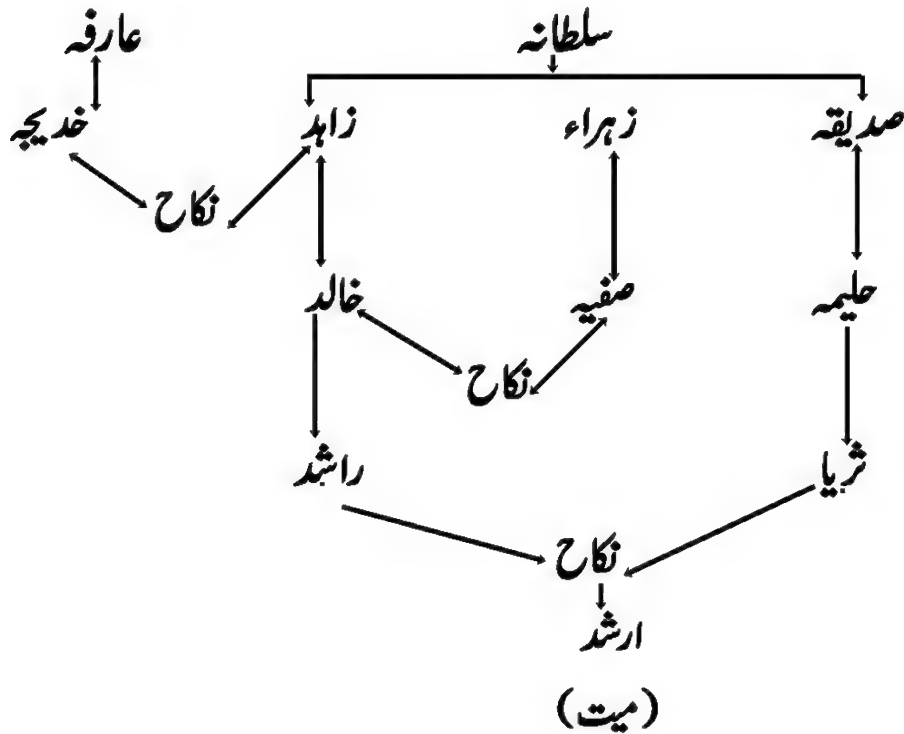 سلطانہ عارفہ
صدیقہ زہراء زاہد خدیجہ
نکاح
حلیمہ صفیہ خالد
نکاح
ثریا راشد
نکاح
ارشد
(میت)